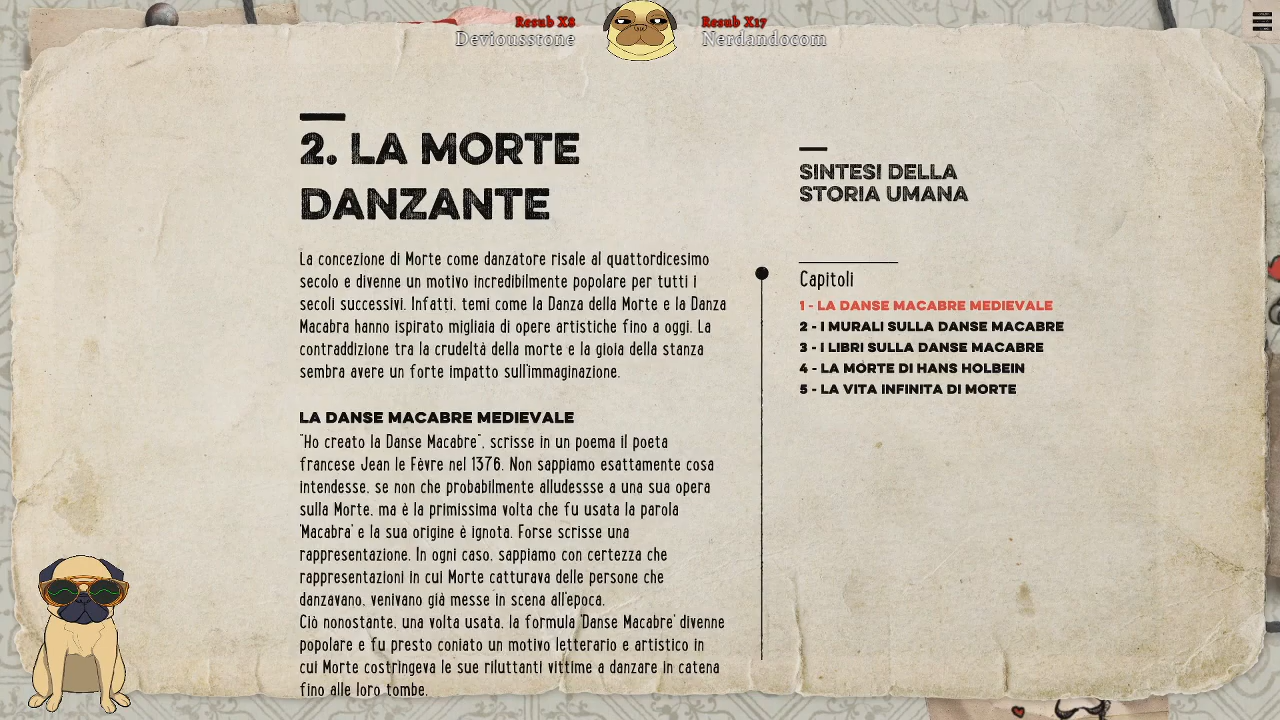 Resub X8
Deviousstone
Resub X17
Nerdandocom
2. LA MORTE
DANZANTE
La concezione di Morte come danzatore risale al quattordicesimo
secolo e divenne un motivo incredibilmente popolare per tutti i
secoli successivi. Infatti, temi come la Danza della Morte e la Danza
Macabra hanno ispirato migliaia di opere artistiche fino a oggi. La
contraddizione tra la crudeltà della morte e la gioia della stanza
sembra avere un forte impatto sull'immaginazione.
LA DANSE MACABRE MEDIEVALE
"Ho creato la Danse Macabre", scrisse in un poema il poeta
francese Jean le Fèvre nel 1376. Non sappiamo esattamente cosa
intendesse, se non che probabilmente alludessse a una sua opera
sulla Morte, ma è la primissima volta che fu usata la parola
'Macabra' e la sua origine è ignota. Forse scrisse una
rappresentazione. In ogni caso, sappiamo con certezza che
rappresentazioni in cui Morte catturava delle persone che
danzavano, venivano già messe in scena all'epoca.
Ciò nonostante, una volta usata, la formula 'Danse Macabre' divenne
popolare e fu presto coniato un motivo letterario e artistico in
cui Morte costringeva le sue riluttanti vittime a danzare in catena
fino alle loro tombe.
SINTESI DELLA
STORIA UMANA
Capitoli
1 - LA DANSE MACABRE MEDIEVALE
2 - I MURALI SULLA DANSE MACABRE
3 - I LIBRI SULLA DANSE MACABRE
4 - LA MORTE DI HANS HOLBEIN
5 - LA VITA INFINITA DI MORTE